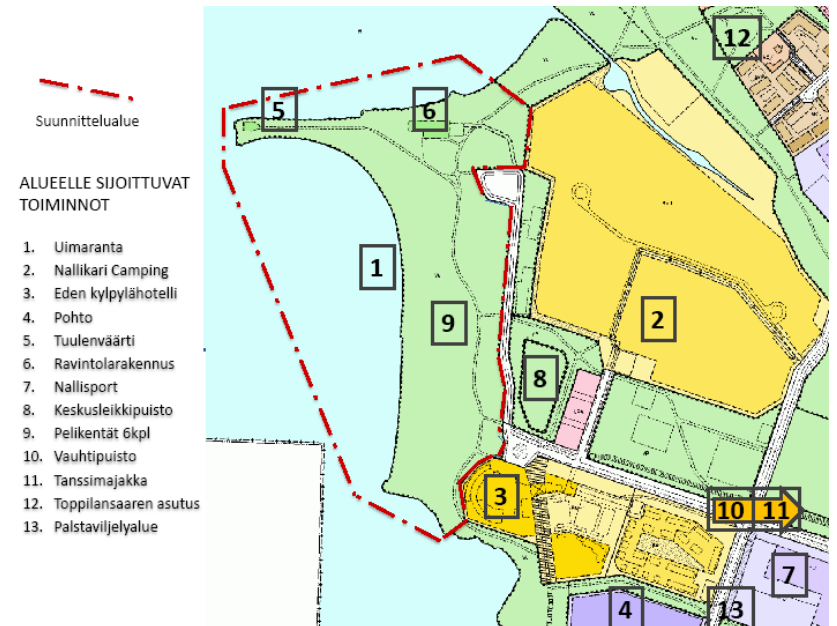 Suunnittelualue
ALUEELLE SIJOITTUVAT
TOIMINNOT
1. Uimaranta
2. Nallikari Camping
3. Eden kylpylähotelli
4. Pohto
5. Tuulenväärti
6. Ravintolarakennus
7. Nallisport
8. Keskusleikkipuisto
9. Pelikentät 6kpl
10. Vauhtipuisto
11. Tanssimajakka
12. Toppilansaaren asutus
13. Palstaviljelyalue
12
5
6
1
2
9
8
3
10
11
7
4
13